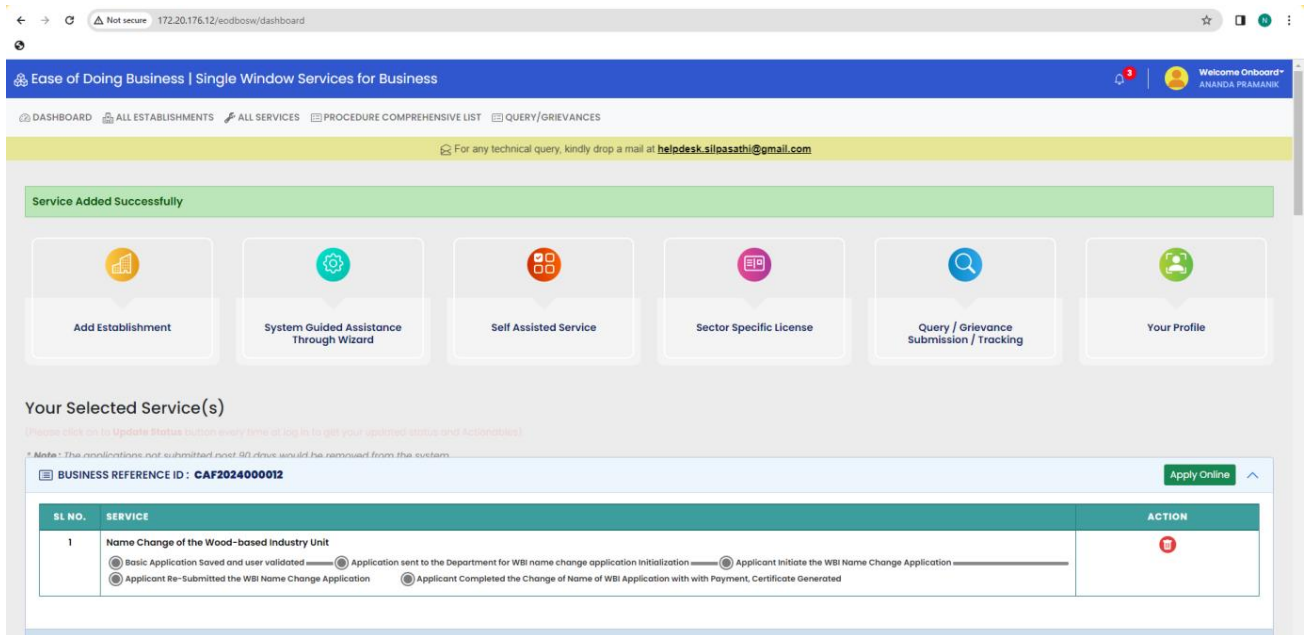 Not secure 172.20.176.12/eodbosw/dashboard
N
Ease of Doing Business | Single Window Services for Business
3
Welcome Onboard
ANANDA PRAMANIK
DASHBOARD ALL ESTABLISHMENTS ALL SERVICES PROCEDURE COMPREHENSIVE LIST QUERY/GRIEVANCES
For any technical query, kindly drop a mail at helpdesk.silpasathi@gmail.com
Service Added Successfully
Add Establishment
System Guided Assistance
Through Wizard
Self Assisted Service
Sector Specific License
Query / Grievance
Submission / Tracking
Your Profile
Your Selected Service(s)
(Please click on to Update Status button every time at log in to get your updated status and Actionables)
* Note : The applications not submitted post 90 days would be removed from the system
BUSINESS REFERENCE ID : CAF2024000012
Apply Online
SL NO. SERVICE ACTION
1 Name Change of the Wood-based Industry Unit
Basic Application Saved and user validated Application sent to the Department for WBI name change application Initialization Applicant Initiate the WBI Name Change Application
Applicant Re-Submitted the WBI Name Change Application Applicant Completed the Change of Name of WBI Application with with Payment, Certificate Generated